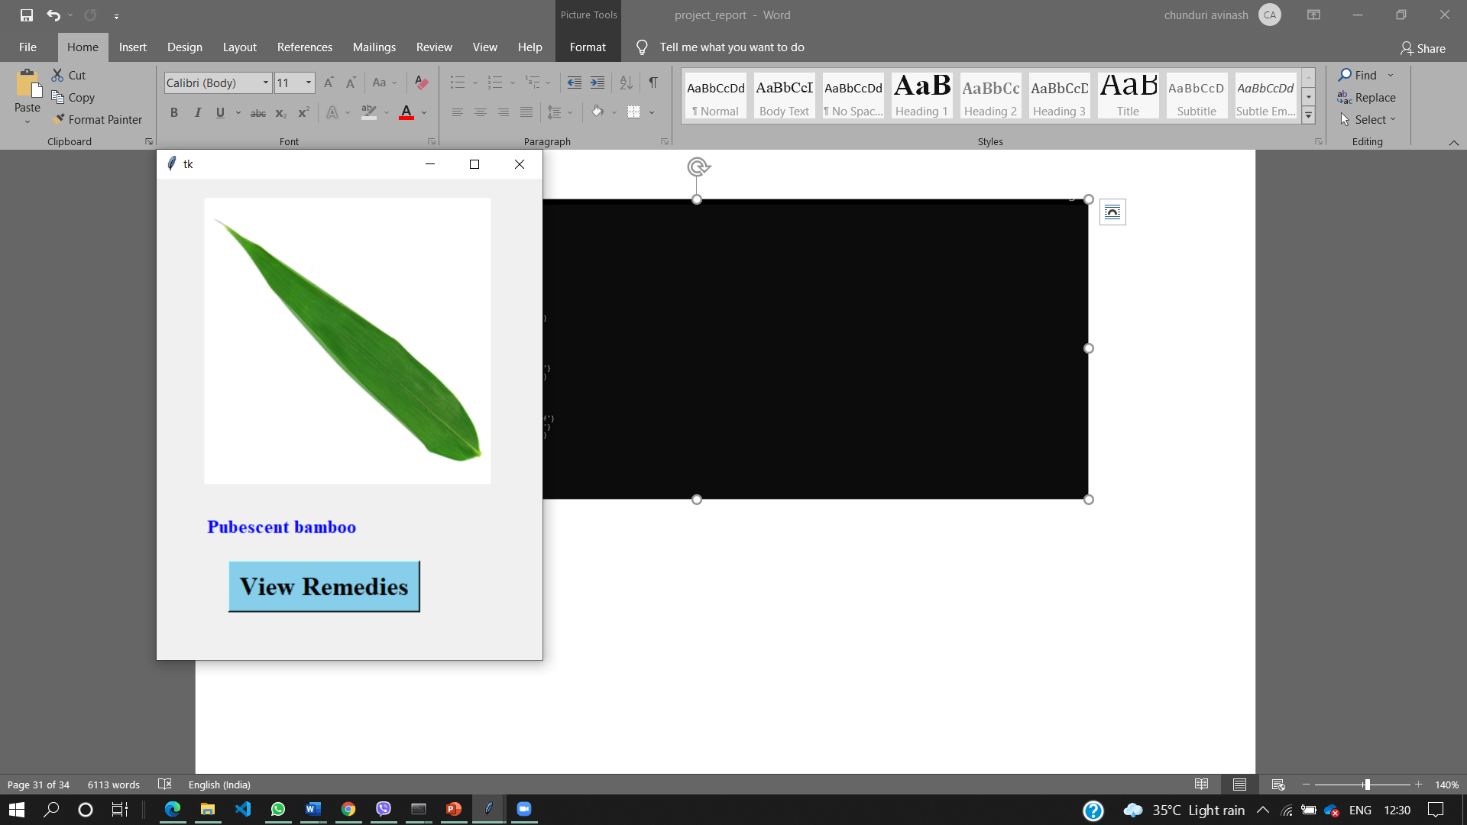 Picture Tools
project_report - Word
chunduri avinash
CA
File
Home
Insert
Design
Layout
References
Mailings
Review
View
Help
Format
Tell me what you want to do
Share
Paste
Cut
Copy
Format Painter
Clipboard
Calibri (Body)
11
Aa
B I U abc x₂ x²
A
Font
Paragraph
AaBbCcDd
¶ Normal
AaBbCcI
Body Text
AaBbCcDd
¶ No Spac...
AaB
Heading 1
AaBbCc
Heading 2
AaBbCcD
Heading 3
AaB
Title
AaBbCcD
Subtitle
AaBbCcDd
Subtle Em...
Styles
Find
Replace
Select
Editing
tk
Pubescent bamboo
View Remedies
Page 31 of 34
6113 words
English (India)
140%
35°C Light rain
ENG
12:30